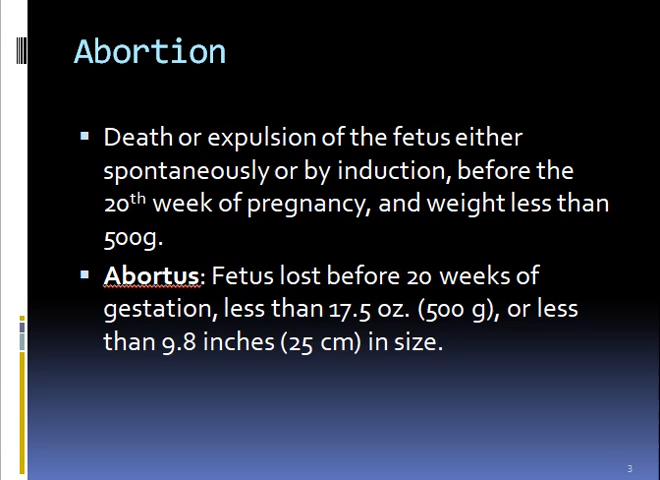 Abortion
▪ Death or expulsion of the fetus either
spontaneously or by induction, before the
20th week of pregnancy, and weight less than
500g.
▪ Abortus: Fetus lost before 20 weeks of
gestation, less than 17.5 oz. (500 g), or less
than 9.8 inches (25 cm) in size.
3